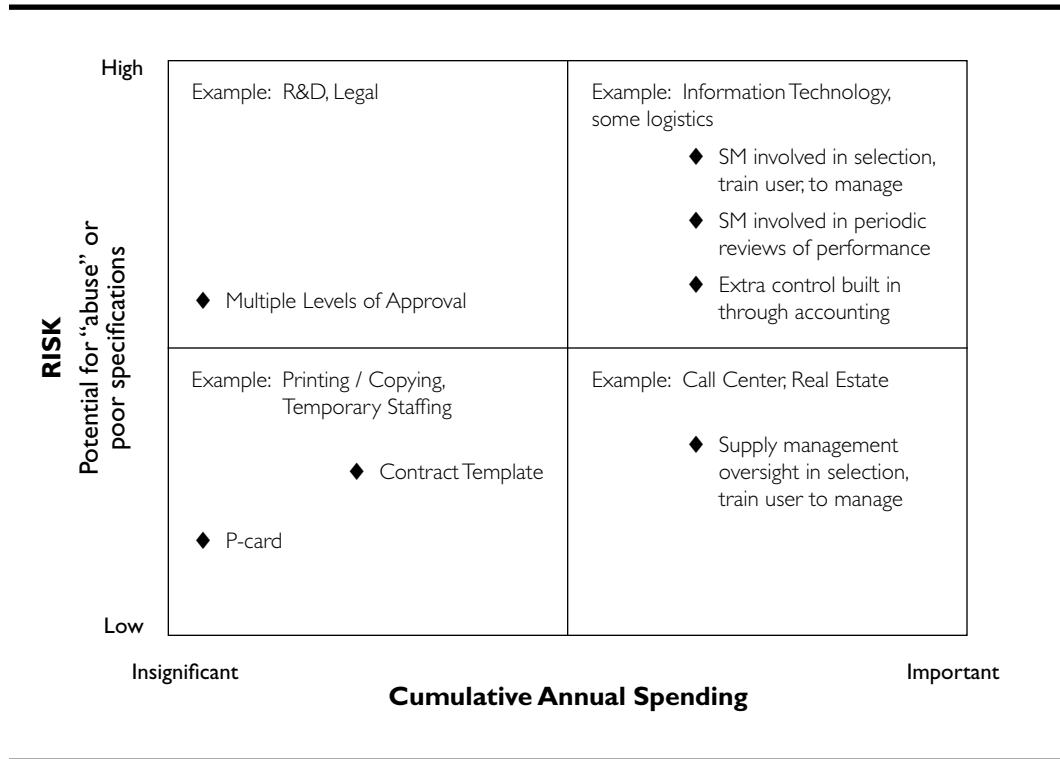 High
Example: R&D, Legal
◆ Multiple Levels of Approval
Example: Information Technology,
some logistics
◆ SM involved in selection,
train user, to manage
◆ SM involved in periodic
reviews of performance
◆ Extra control built in
through accounting
RISK
Potential for “abuse” or
poor specifications
Example: Printing / Copying,
Temporary Staffing
◆ Contract Template
◆ P-card
Example: Call Center, Real Estate
◆ Supply management
oversight in selection,
train user to manage
Low
Insignificant
Important
Cumulative Annual Spending